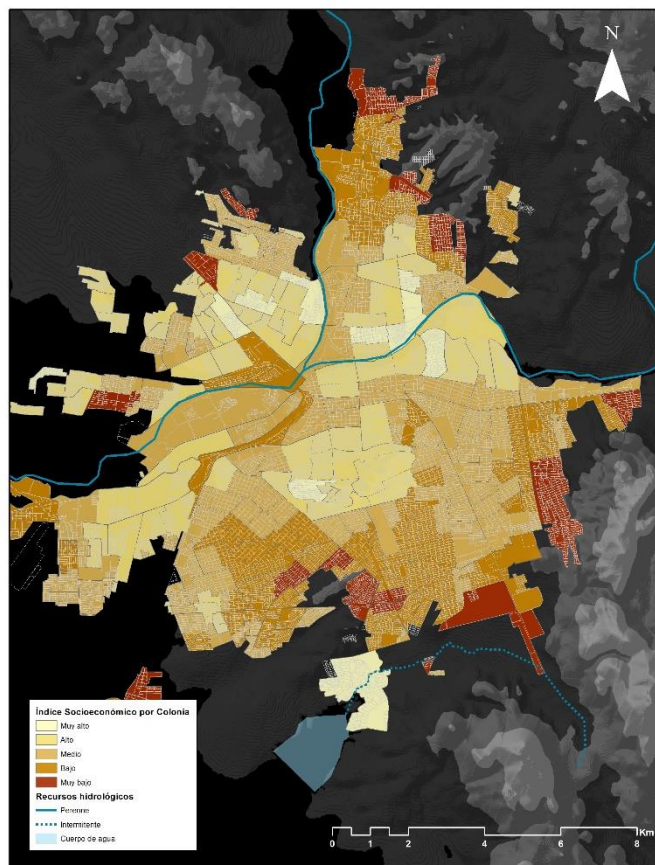 N
Índice Socioeconómico por Colonia
Muy alto
Alto
Medio
Bajo
Muy bajo
Recursos hidrológicos
Perenne
Intermitente
Cuerpo de agua
0 1 2 4 6 8 Km